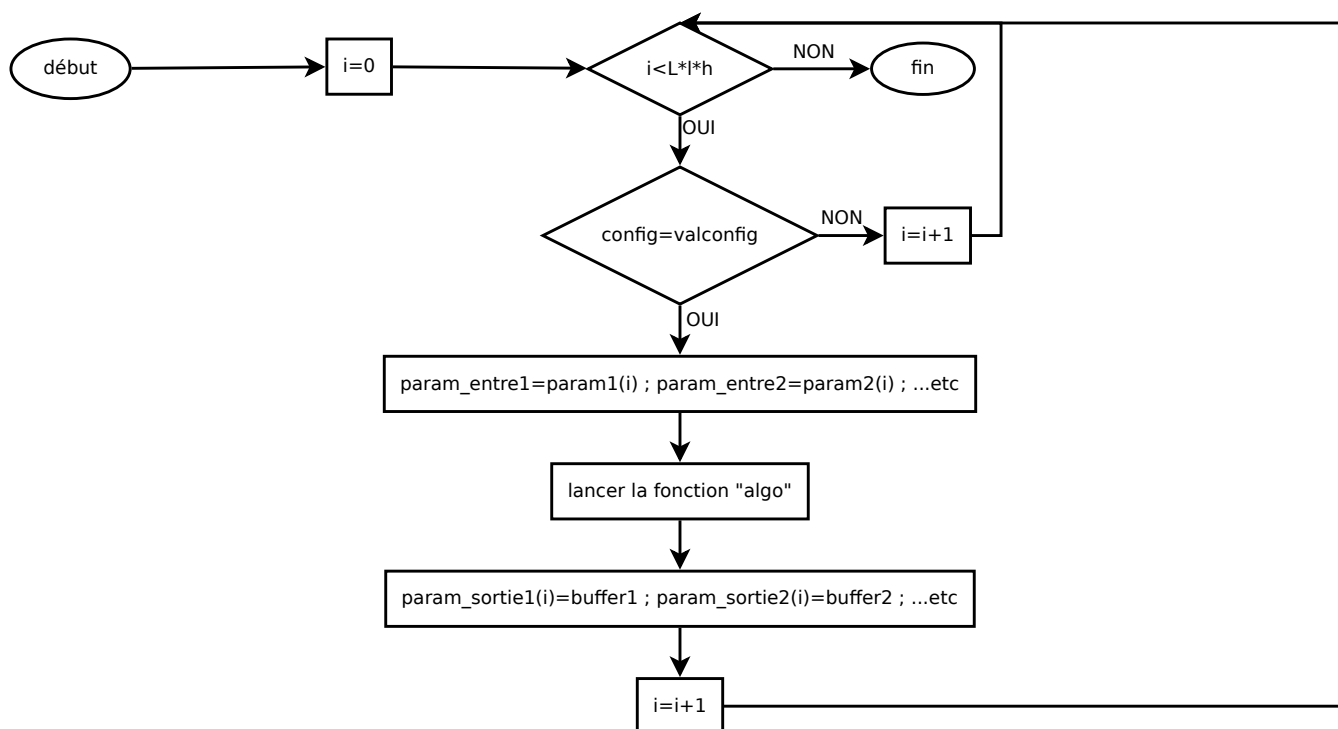 début
i=0
i<L*l*h
NON
fin
OUI
config=valconfig
NON
i=i+1
OUI
param_entre1=param1(i) ; param_entre2=param2(i) ; ...etc
lancer la fonction "algo"
param_sortie1(i)=buffer1 ; param_sortie2(i)=buffer2 ; ...etc
i=i+1